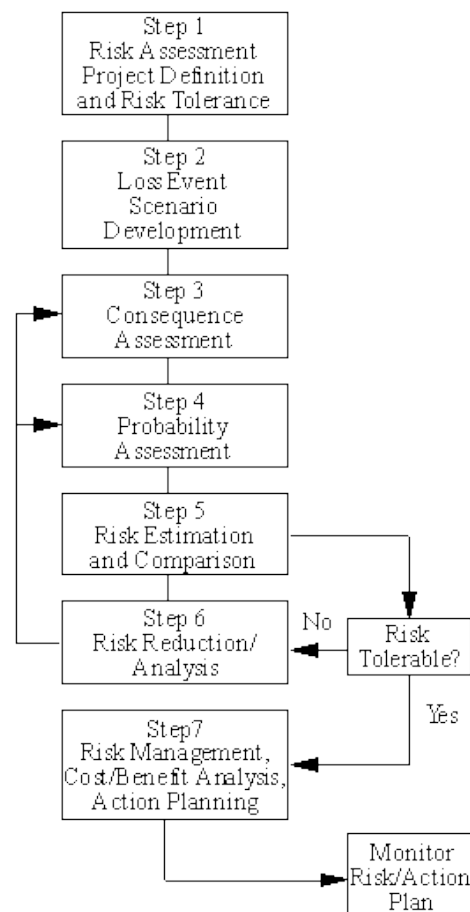 Step 1
Risk Assessment
Project Definition
and Risk Tolerance
Step 2
Loss Event
Scenario
Development
Step 3
Consequence
Assessment
Step 4
Probability
Assessment
Step 5
Risk Estimation
and Comparison
Step 6
Risk Reduction/
Analysis
No
Risk
Tolerable?
Yes
Step7
Risk Management,
Cost/Benefit Analysis,
Action Planning
Monitor
Risk/Action
Plan